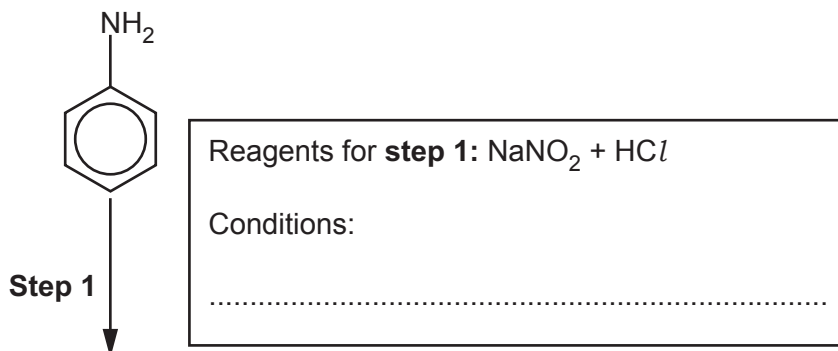 NH₂
Reagents for step 1: NaNO₂ + HCl
Conditions:
Step 1
........................................................................